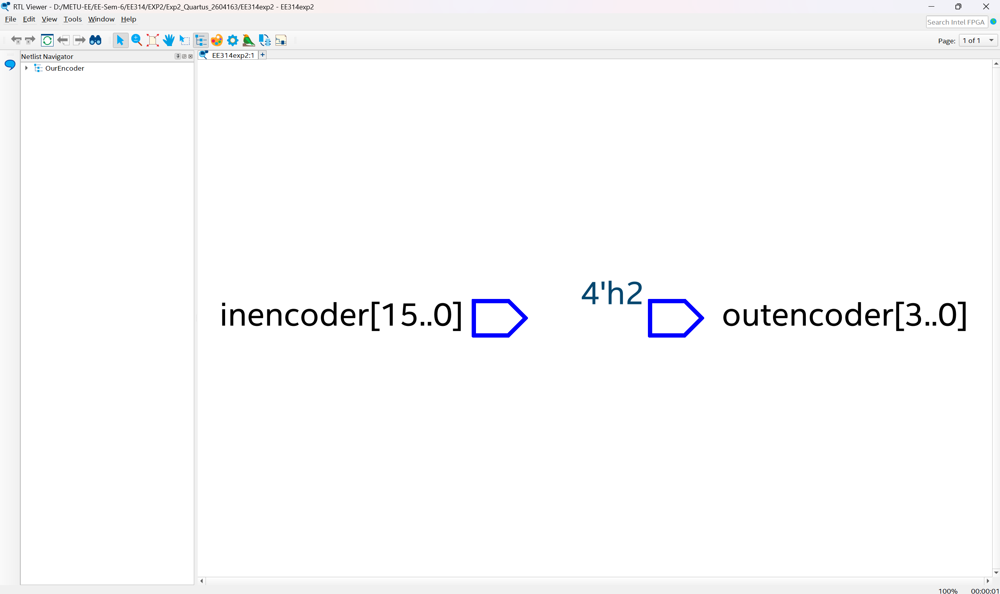 RTL Viewer - D:/METU-EE/EE-Sem-6/EE314/EXP2/Exp2_Quartus_2604163/EE314exp2 - EE314exp2
File Edit View Tools Window Help
Search Intel FPGA
Page: 1 of 1
Netlist Navigator
EE314exp2:1 +
OurEncoder
4'h2
inencoder[15..0] outencoder[3..0]
100% 00:00:01